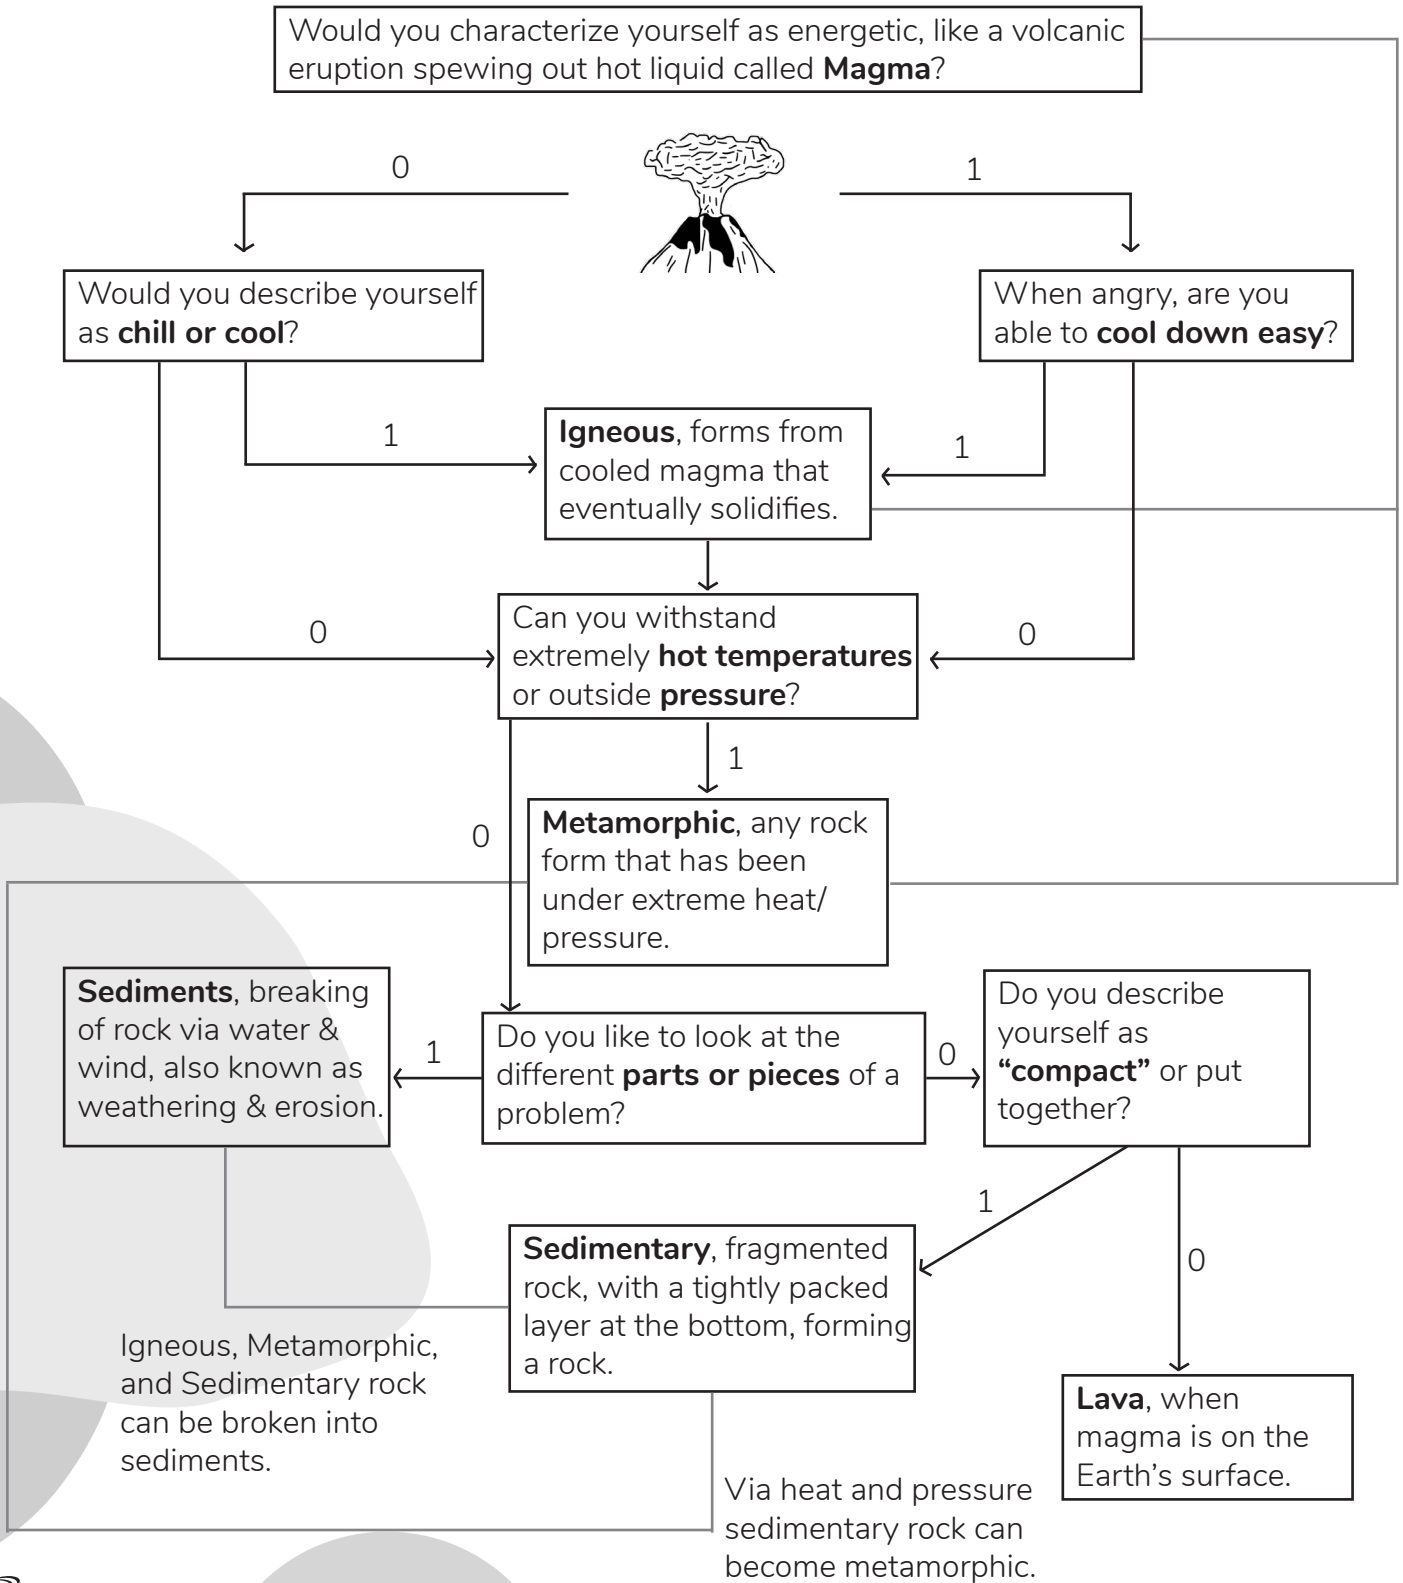 Would you characterize yourself as energetic, like a volcanic
eruption spewing out hot liquid called Magma?
0
1
Would you describe yourself
as chill or cool?
When angry, are you
able to cool down easy?
1
Igneous, forms from
cooled magma that
eventually solidifies.
1
0
Can you withstand
extremely hot temperatures
or outside pressure?
0
1
0
Metamorphic, any rock
form that has been
under extreme heat/
pressure.
Sediments, breaking
of rock via water &
wind, also known as
weathering & erosion.
1
Do you like to look at the
different parts or pieces of a
problem?
0
Do you describe
yourself as
“compact” or put
together?
1
0
Sedimentary, fragmented
rock, with a tightly packed
layer at the bottom, forming
a rock.
Igneous, Metamorphic,
and Sedimentary rock
can be broken into
sediments.
Lava, when
magma is on the
Earth’s surface.
Via heat and pressure
sedimentary rock can
become metamorphic.